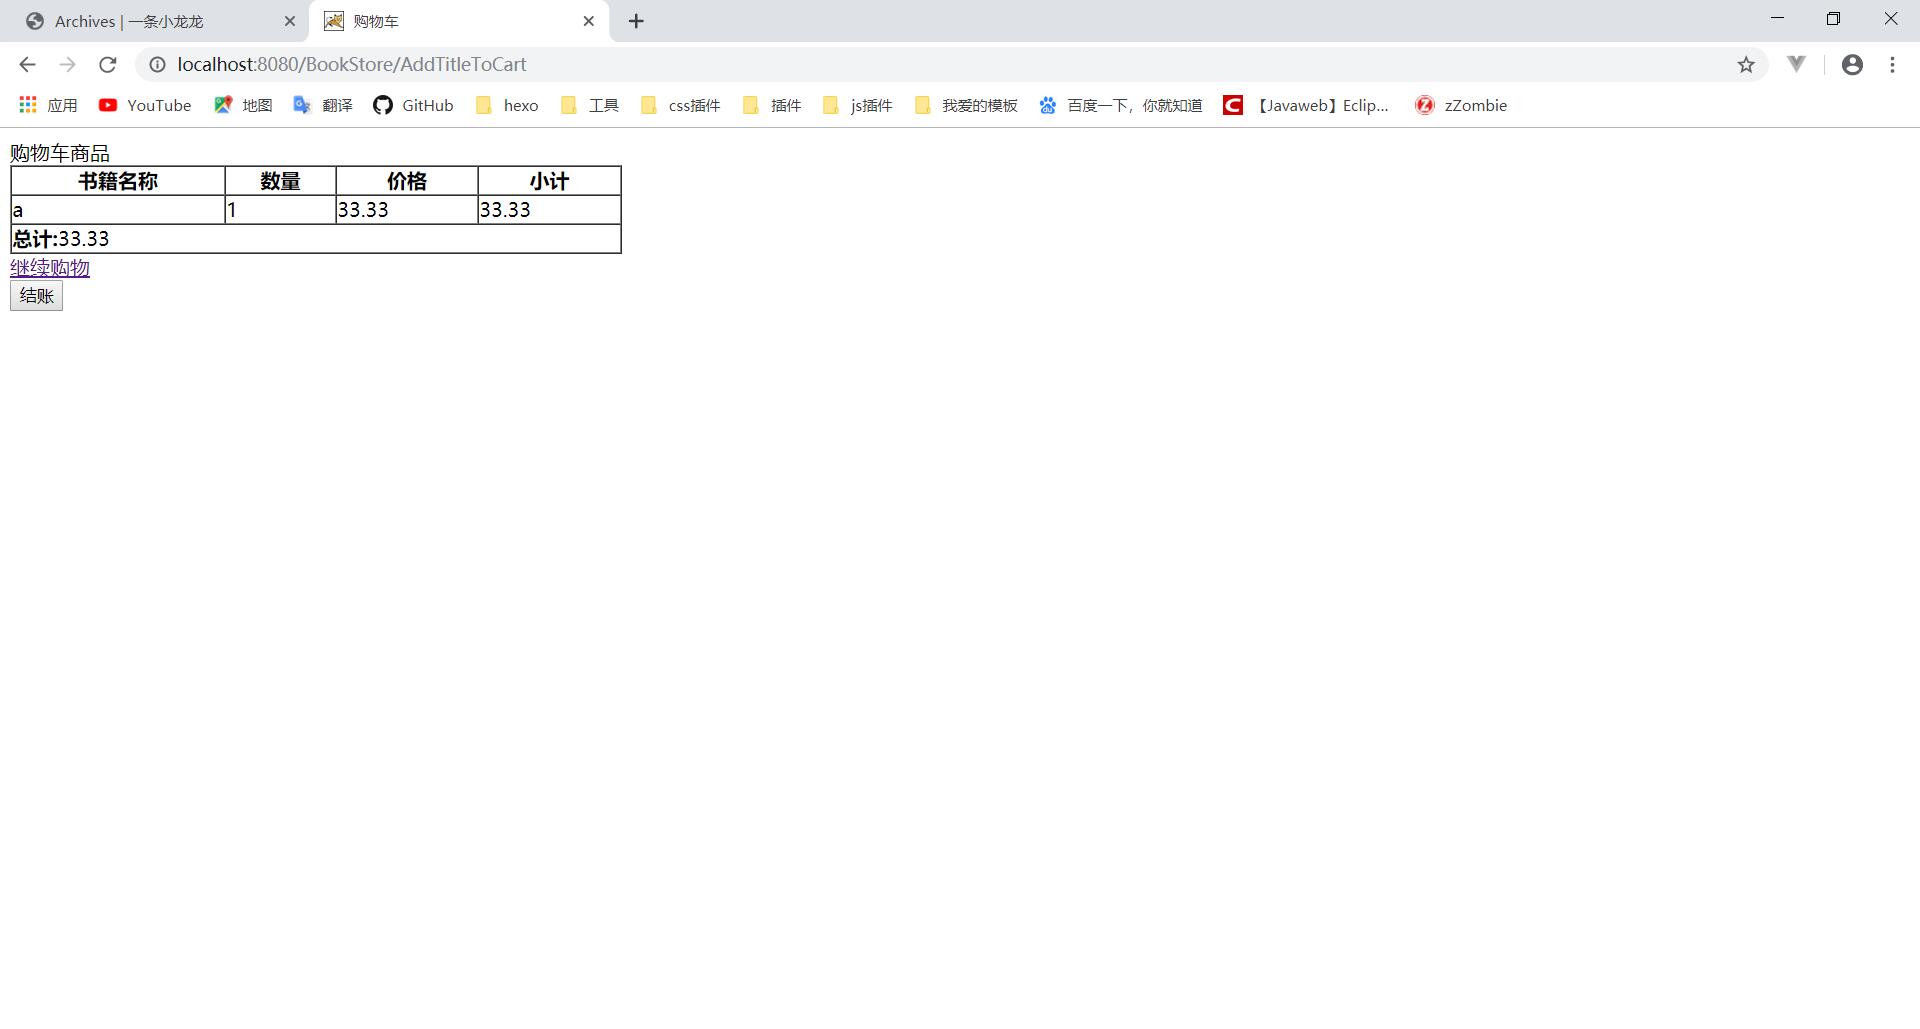 Archives | 一条小龙龙
购物车
localhost:8080/BookStore/AddTitleToCart
应用 YouTube 地图 翻译 GitHub hexo 工具 css插件 插件 js插件 我爱的模板 百度一下，你就知道 【Javaweb】Eclip... zZombie
购物车商品
书籍名称 数量 价格 小计
a 1 33.33 33.33
总计:33.33
继续购物
结账